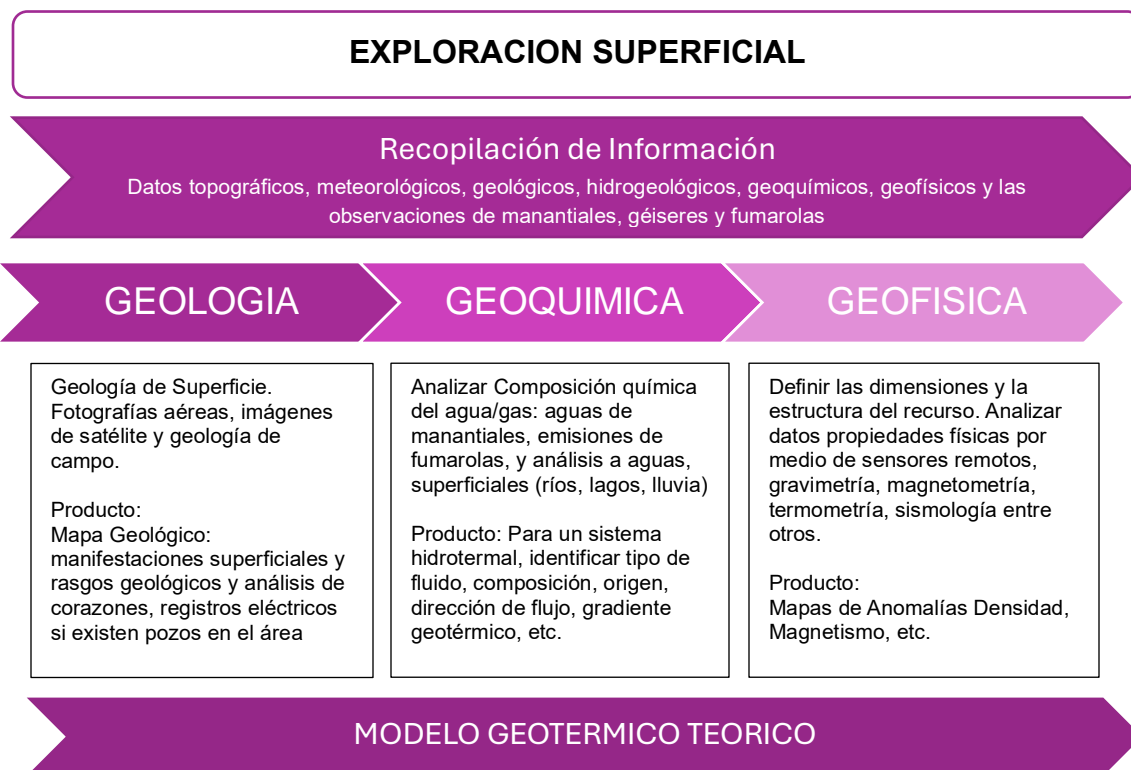 EXPLORACION SUPERFICIAL
Recopilación de Información
Datos topográficos, meteorológicos, geológicos, hidrogeológicos, geoquímicos, geofísicos y las
observaciones de manantiales, géiseres y fumarolas
GEOLOGIA
GEOQUIMICA
GEOFISICA
Geología de Superficie.
Fotografías aéreas, imágenes
de satélite y geología de
campo.
Producto:
Mapa Geológico:
manifestaciones superficiales y
rasgos geológicos y análisis de
corazones, registros eléctricos
si existen pozos en el área
Analizar Composición química
del agua/gas: aguas de
manantiales, emisiones de
fumarolas, y análisis a aguas,
superficiales (ríos, lagos, lluvia)
Producto: Para un sistema
hidrotermal, identificar tipo de
fluido, composición, origen,
dirección de flujo, gradiente
geotérmico, etc.
Definir las dimensiones y la
estructura del recurso. Analizar
datos propiedades físicas por
medio de sensores remotos,
gravimetría, magnetometría,
termometría, sismología entre
otros.
Producto:
Mapas de Anomalías Densidad,
Magnetismo, etc.
MODELO GEOTERMICO TEORICO